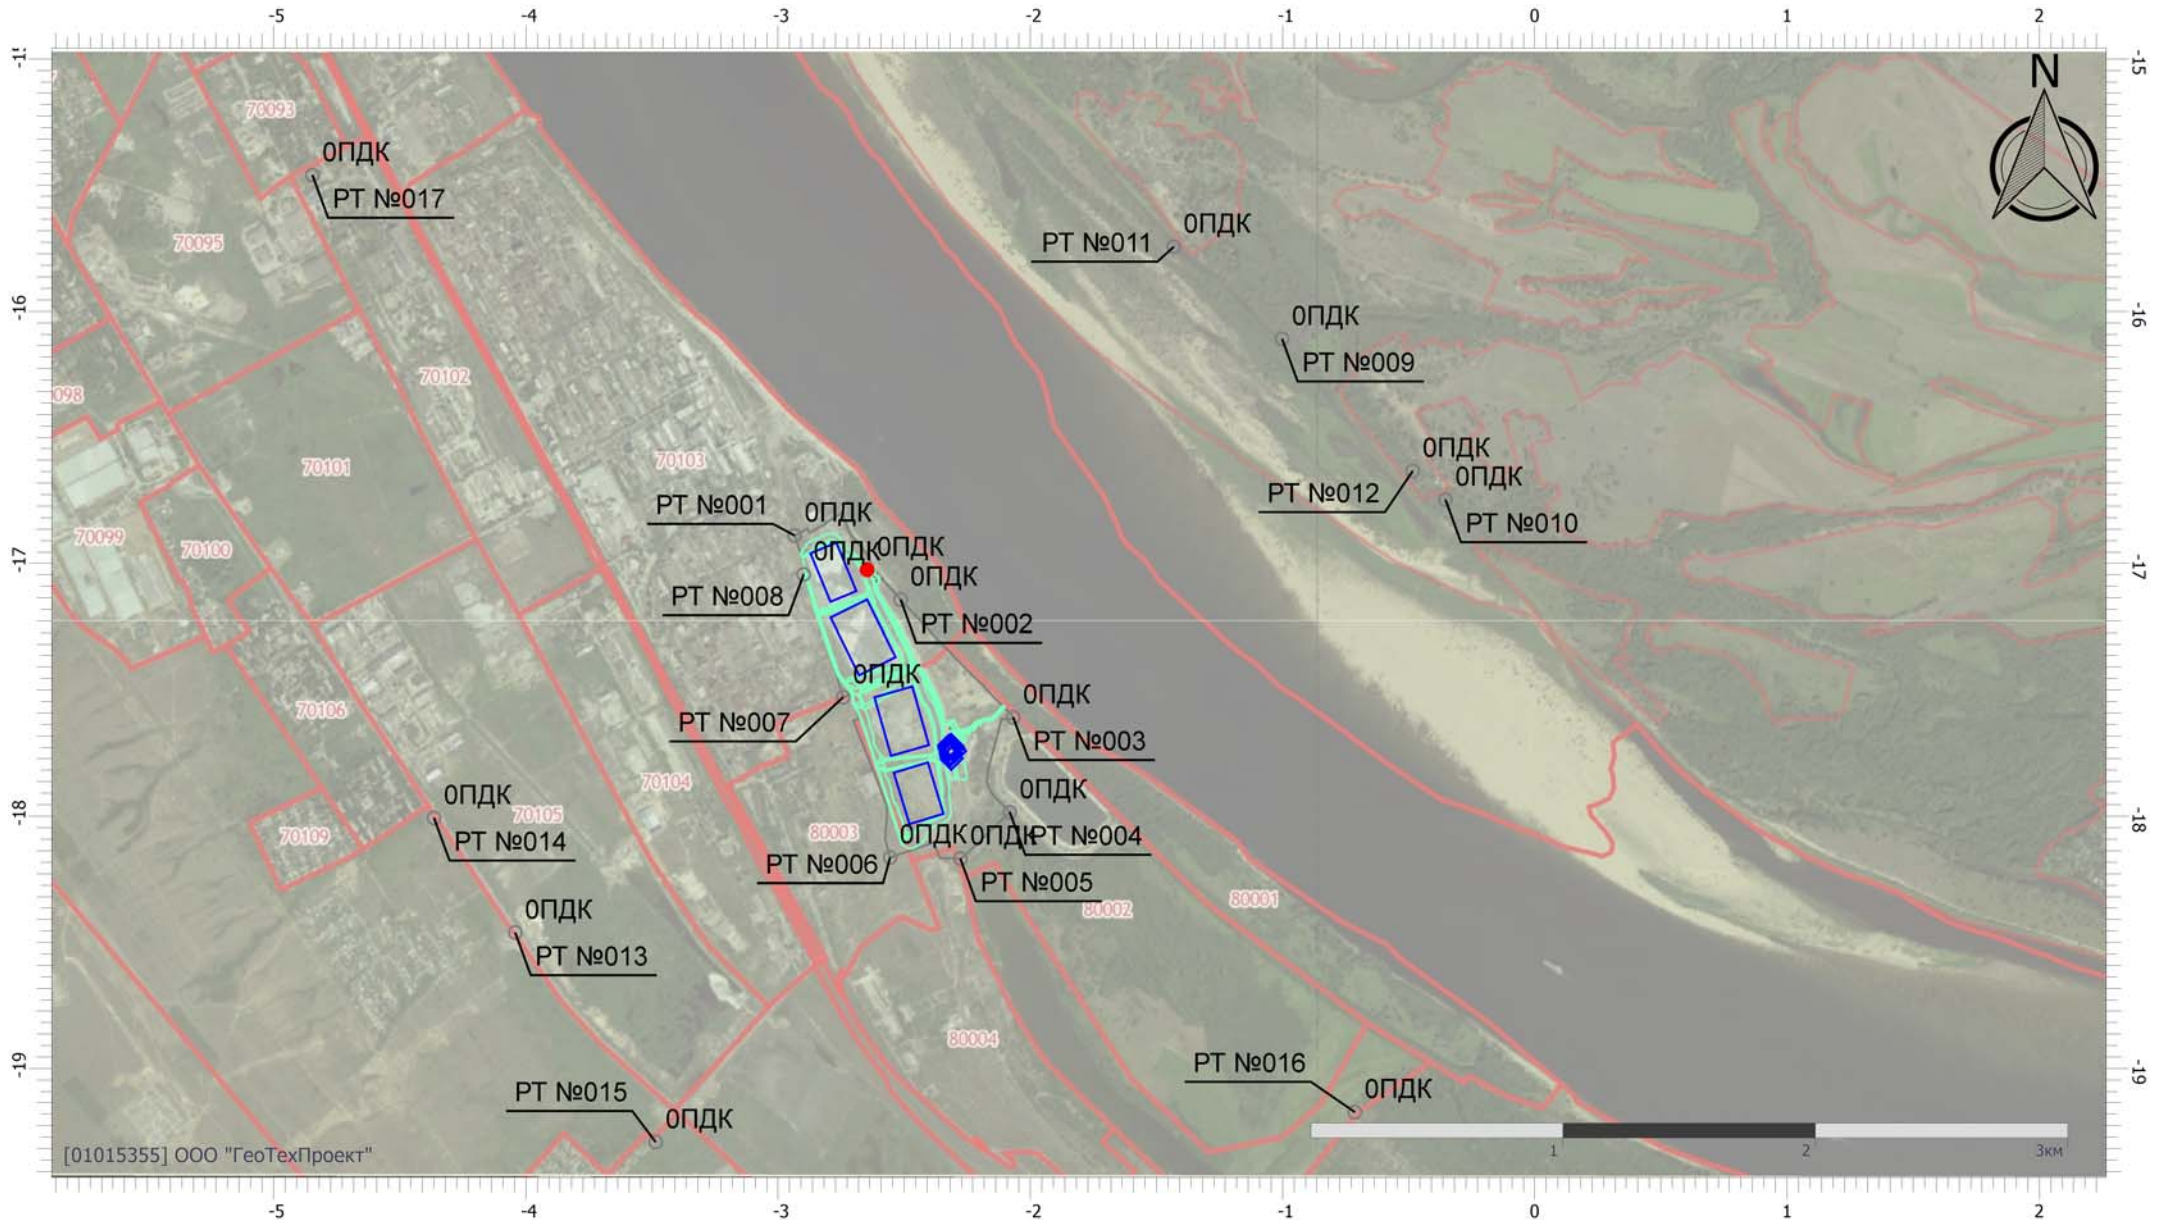 -5 -4 -3 -2 -1 0 1 2
-15
N
70093
0ПДК
РТ №017
70095
0ПДК
РТ №011
-16 -16
0ПДК
РТ №009
70102
098
70103
70101
0ПДК
РТ №012
0ПДК
РТ №010
РТ №001
0ПДК
70099
70100
0ПДК
0ПДК
-17 -17
РТ №008
0ПДК
РТ №002
0ПДК
РТ №007
70106
0ПДК
РТ №003
70104
0ПДК
РТ №014
70105
0ПДК
РТ №004
-18 -18
70109
80003
0ПДК
РТ №006
0ПДК
РТ №005
80002
80001
0ПДК
РТ №013
80004
-19 -19
РТ №016
0ПДК
РТ №015
0ПДК
[01015355] ООО "ГеоТехПроект"
1 2 3км
-5 -4 -3 -2 -1 0 1 2